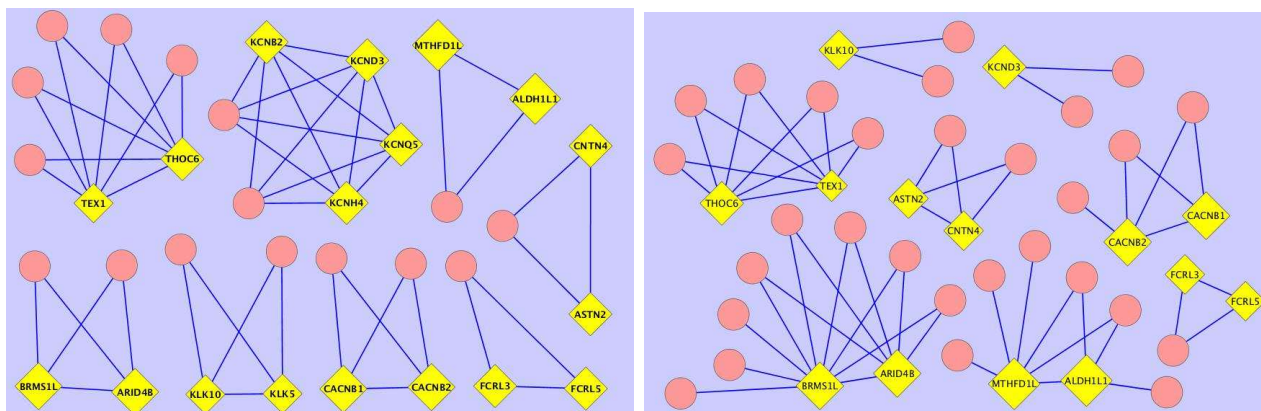 KCNB2
MTHFD1L
KCND3
ALDH1L1
KCNQ5
CNTN4
THOC6
TEX1
KCNH4
ASTN2
BRMS1L
ARID4B
KLK10
KLK5
CACNB1
CACNB2
FCRL3
FCRL5
KLK10
KCND3
TEX1
THOC6
ASTN2
CNTN4
CACNB1
CACNB2
FCRL3
FCRL5
BRMS1L
ARID4B
MTHFD1L
ALDH1L1